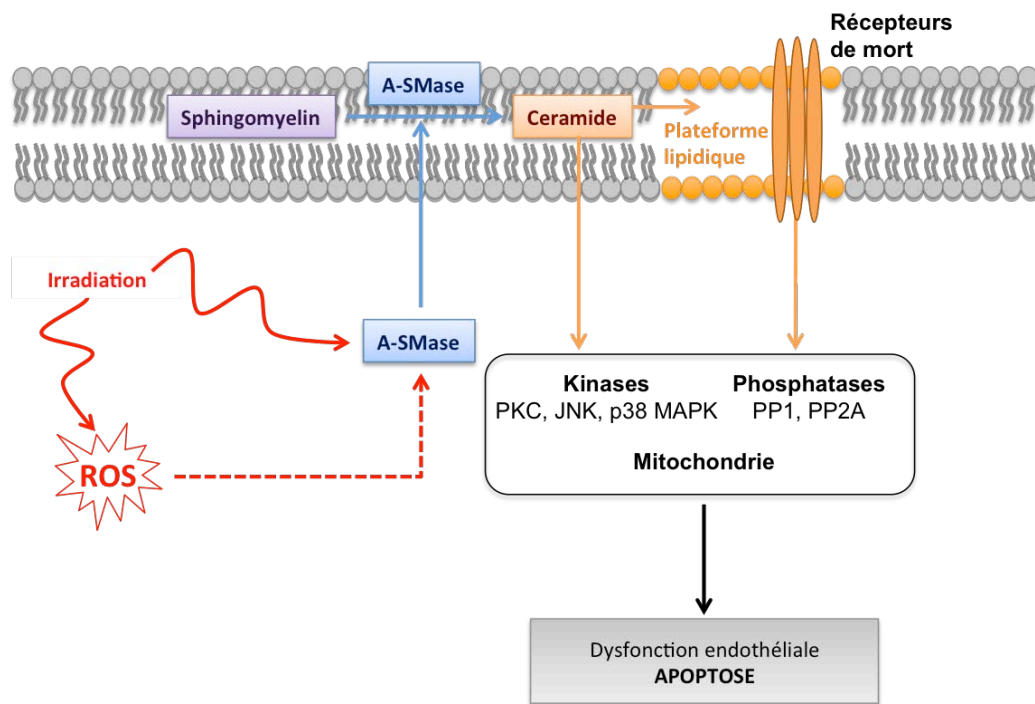 Récepteurs
de mort
A-SMase
Sphingomyelin
Ceramide
Plateforme
lipidique
Irradiation
A-SMase
ROS
Kinases
PKC, JNK, p38 MAPK
Phosphatases
PP1, PP2A
Mitochondrie
Dysfonction endothéliale
APOPTOSE